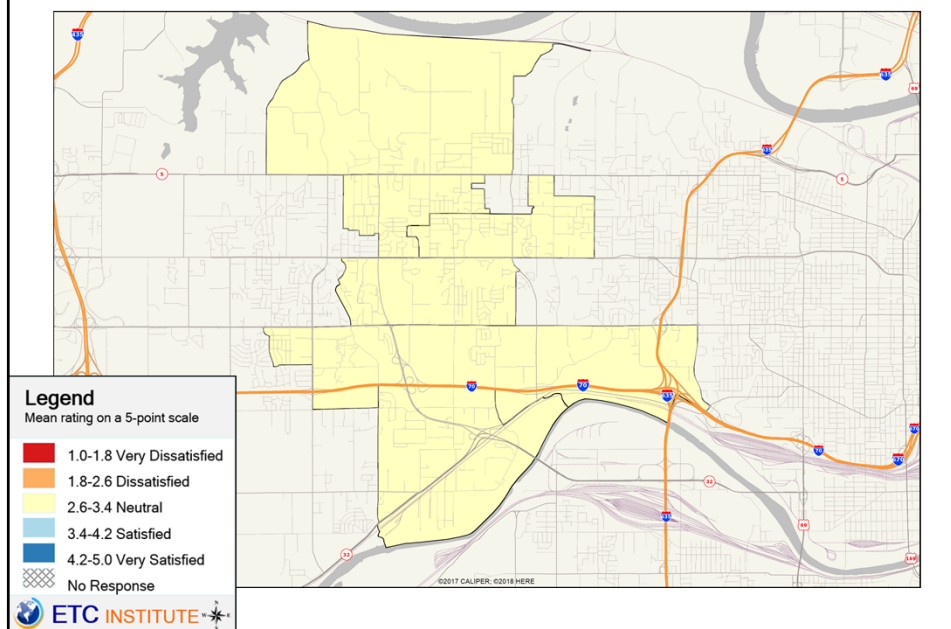 435
635
69
635
5
5
70
70
635
70
670
670
32
635
69
32
169
Legend
Mean rating on a 5-point scale
1.0-1.8 Very Dissatisfied
1.8-2.6 Dissatisfied
2.6-3.4 Neutral
3.4-4.2 Satisfied
4.2-5.0 Very Satisfied
No Response
©2017 CALIPER; ©2018 HERE
ETC INSTITUTE
W
N
E
S